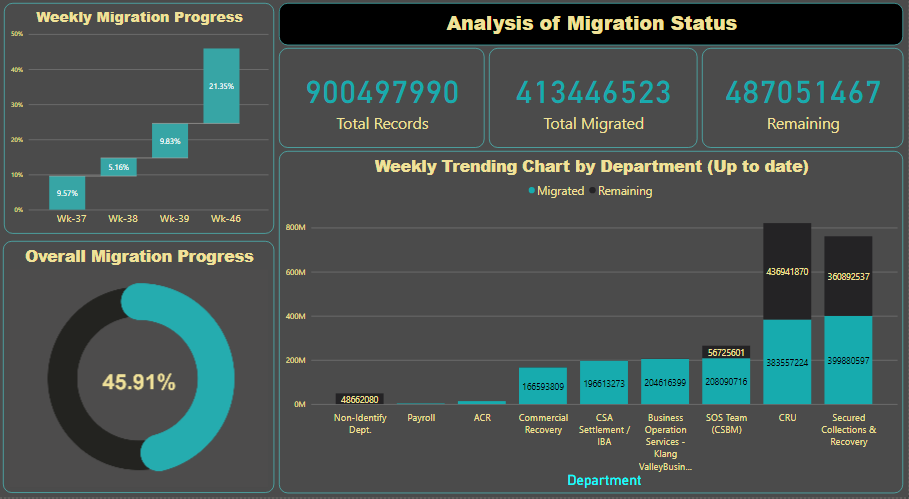 Weekly Migration Progress
50%
40%
30%
20%
10%
0%
21.35%
9.83%
5.16%
9.57%
Wk-37 Wk-38 Wk-39 Wk-46
Overall Migration Progress
45.91%
Analysis of Migration Status
900497990
Total Records
413446523
Total Migrated
487051467
Remaining
Weekly Trending Chart by Department (Up to date)
Migrated Remaining
800M
600M
400M
200M
0M
48662080
166593809
196613273
204616399
56725601
208090716
436941870
383557224
360892537
399880597
Non-Identify
Dept.
Payroll
ACR
Commercial
Recovery
CSA
Settlement /
IBA
Business
Operation
Services -
Klang
ValleyBusin...
SOS Team
(CSBM)
CRU
Secured
Collections &
Recovery
Department